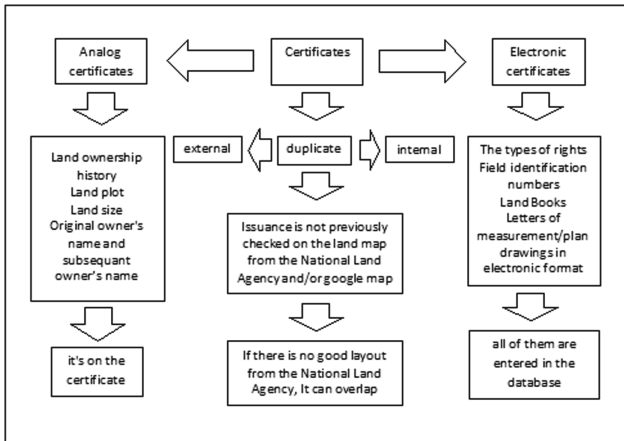 Analog
certificates
Certificates
Electronic
certificates
external
duplicate
internal
Land ownership
history
Land plot
Land size
Original owner's
name and
subsequant
owner's name
Issuance is not previously
checked on the land map
from the National Land
Agency and/or google map
The types of rights
Field identification
numbers
Land Books
Letters of
measurement/plan
drawings in
electronic format
it's on the
certificate
If there is no good layout
from the National Land
Agency, It can overlap
all of them are
entered in the
database